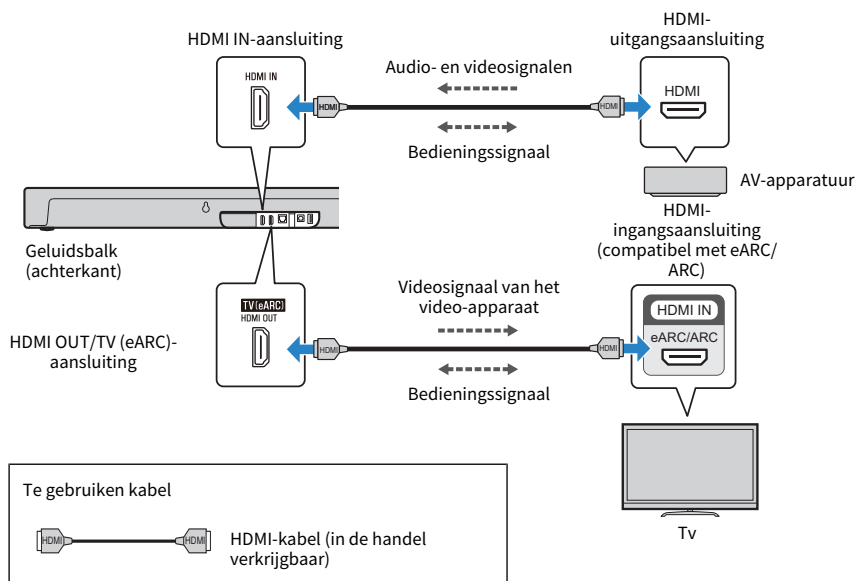 HDMI IN-aansluiting
HDMI-
uitgangsaansluiting
HDMI IN
Audio- en videosignalen
HDMI
HDMI
HDMI
Bedieningssignaal
AV-apparatuur
Geluidsbalk
(achterkant)
HDMI-
ingangsaansluiting
(compatibel met eARC/
ARC)
TV(eARC)
HDMI OUT
HDMI OUT/TV (eARC)-
aansluiting
Videosignaal van het
video-apparaat
HDMI
HDMI
HDMI IN
eARC/ARC
Bedieningssignaal
Tv
Te gebruiken kabel
HDMI
HDMI
HDMI-kabel (in de handel
verkrijgbaar)